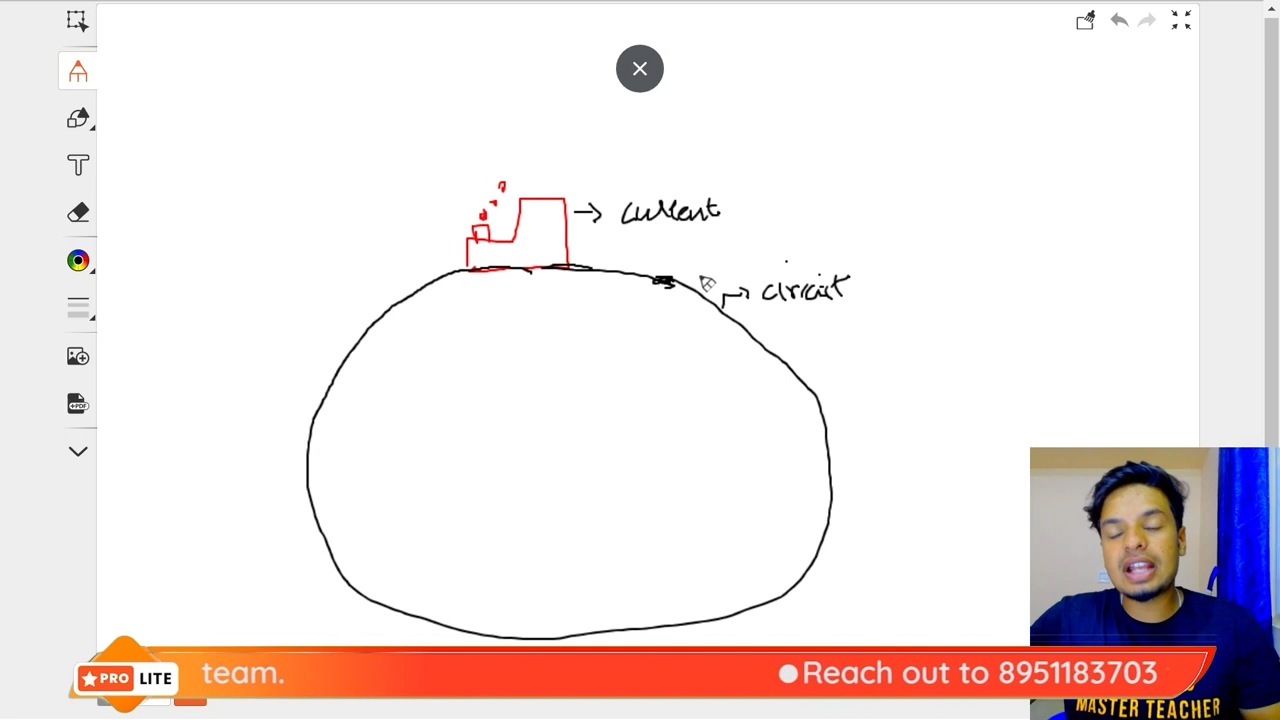 current
circuit
PRO LITE team. Reach out to 8951183703
MASTER TEACHER